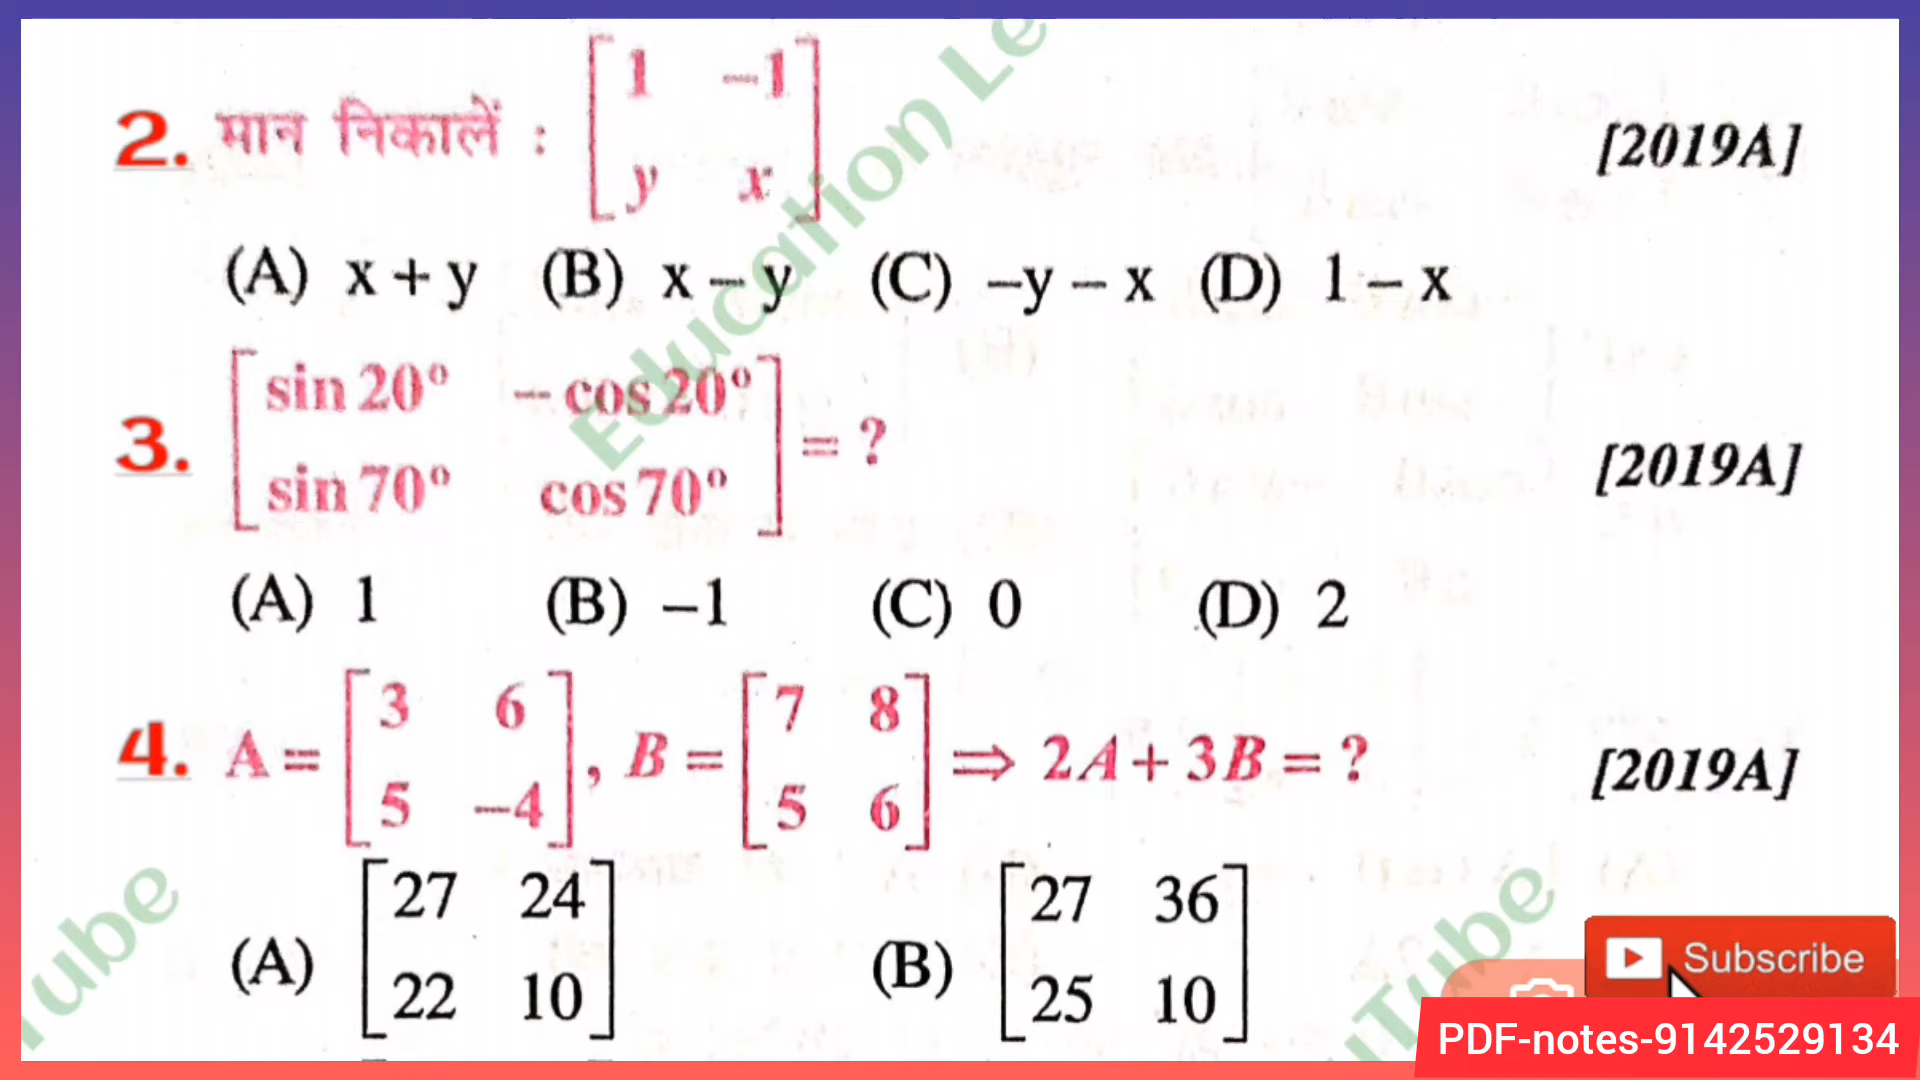 2. मान निकालें : [1 -1
y x] [2019A]
(A) x + y (B) x – y (C) –y – x (D) 1 – x
3. [sin 20° – cos 20°
sin 70° cos 70°] = ? [2019A]
(A) 1 (B) –1 (C) 0 (D) 2
4. A = [3 6
5 –4], B = [7 8
5 6] ⇒ 2A + 3B = ? [2019A]
(A) [27 24
22 10] (B) [27 36
25 10]
Education Le
Tube
uTube
Subscribe
PDF-notes-9142529134